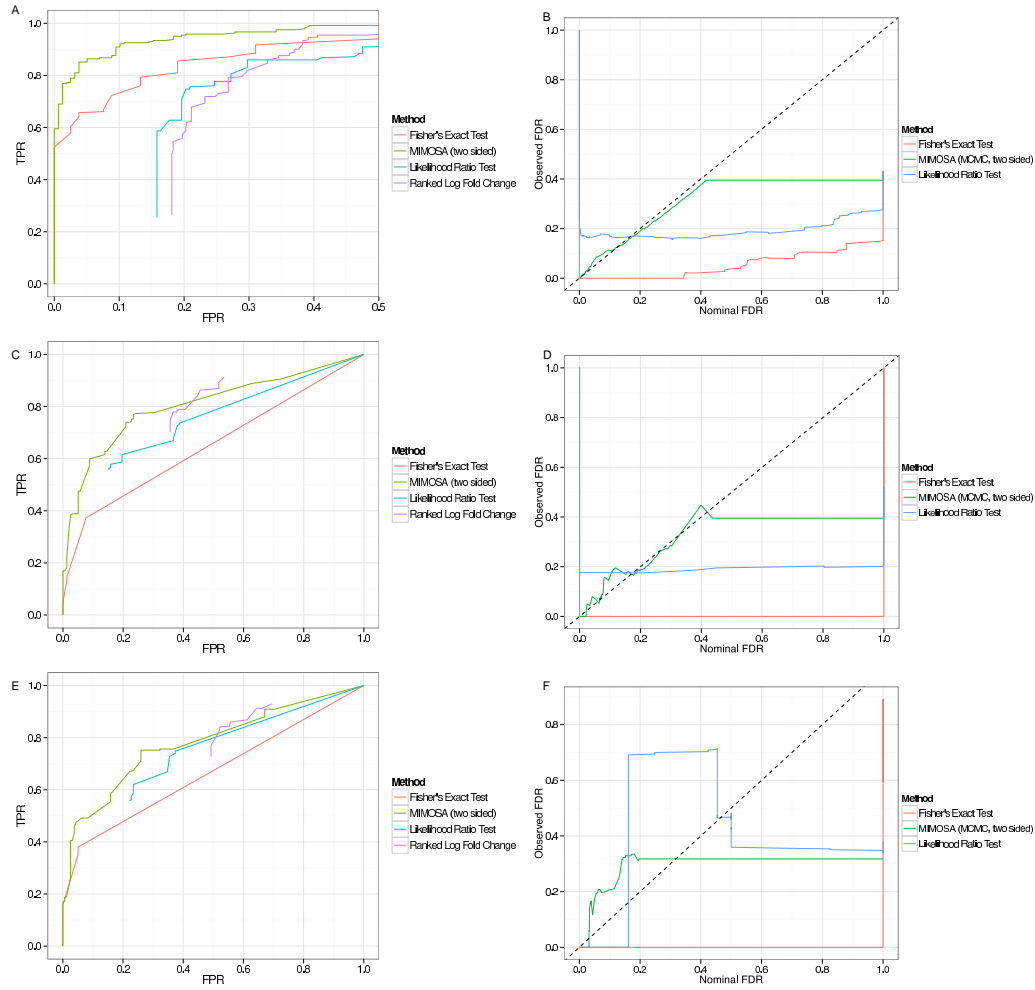 A
1.0
0.8
0.6
0.4
0.2
0.0
TPR
0.0 0.1 0.2 0.3 0.4 0.5
FPR
Method
Fisher's Exact Test
MIMOSA (two sided)
Likelihood Ratio Test
Ranked Log Fold Change
B
1.0
0.8
0.6
0.4
0.2
0.0
Observed FDR
0.0 0.2 0.4 0.6 0.8 1.0
Nominal FDR
Method
Fisher's Exact Test
MIMOSA (MCMC, two sided)
Likelihood Ratio Test
C
1.0
0.8
0.6
0.4
0.2
0.0
TPR
0.0 0.2 0.4 0.6 0.8 1.0
FPR
Method
Fisher's Exact Test
MIMOSA (two sided)
Likelihood Ratio Test
Ranked Log Fold Change
D
1.0
0.8
0.6
0.4
0.2
0.0
Observed FDR
0.0 0.2 0.4 0.6 0.8 1.0
Nominal FDR
Method
Fisher's Exact Test
MIMOSA (MCMC, two sided)
Likelihood Ratio Test
E
1.0
0.8
0.6
0.4
0.2
0.0
TPR
0.0 0.2 0.4 0.6 0.8 1.0
FPR
Method
Fisher's Exact Test
MIMOSA (two sided)
Likelihood Ratio Test
Ranked Log Fold Change
F
0.8
0.6
0.4
0.2
0.0
Observed FDR
0.0 0.2 0.4 0.6 0.8 1.0
Nominal FDR
Method
Fisher's Exact Test
MIMOSA (MCMC, two sided)
Likelihood Ratio Test